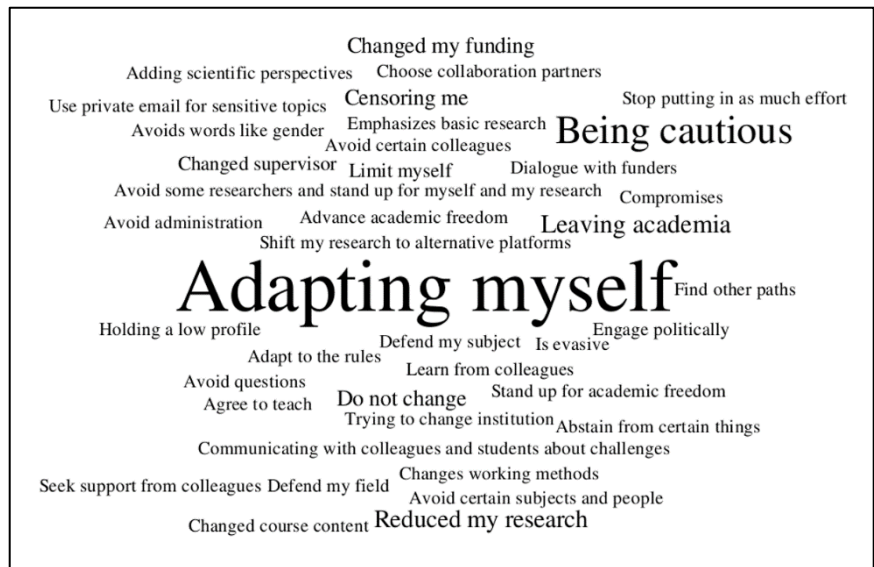 Changed my funding
Adding scientific perspectives
Choose collaboration partners
Use private email for sensitive topics
Censoring me
Stop putting in as much effort
Avoids words like gender
Emphasizes basic research
Being cautious
Avoid certain colleagues
Changed supervisor
Limit myself
Dialogue with funders
Avoid some researchers and stand up for myself and my research
Compromises
Avoid administration
Advance academic freedom
Leaving academia
Shift my research to alternative platforms
Adapting myself
Find other paths
Holding a low profile
Engage politically
Defend my subject
Is evasive
Adapt to the rules
Learn from colleagues
Avoid questions
Stand up for academic freedom
Agree to teach
Do not change
Trying to change institution
Abstain from certain things
Communicating with colleagues and students about challenges
Changes working methods
Seek support from colleagues
Defend my field
Avoid certain subjects and people
Changed course content
Reduced my research